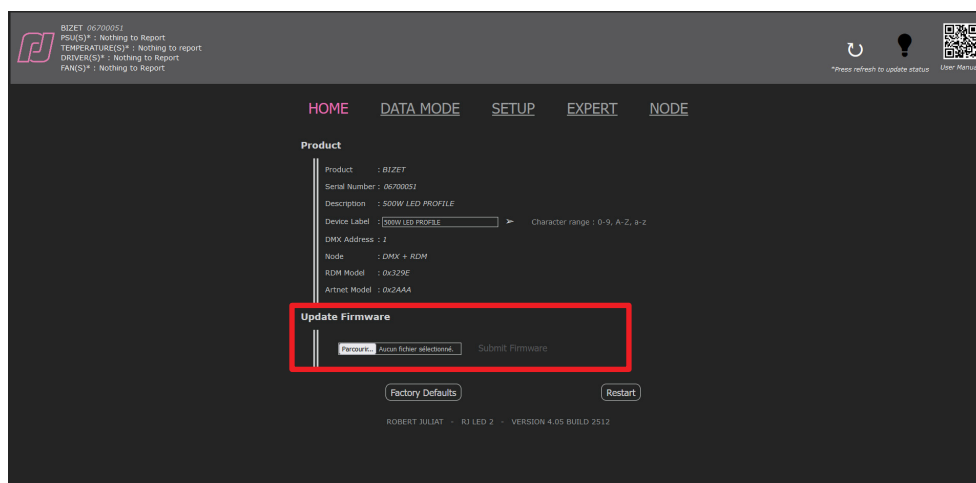 BIZET 06700051
PSU(S)* : Nothing to Report
TEMPERATURE(S)* : Nothing to report
DRIVER(S)* : Nothing to Report
FAN(S)* : Nothing to Report
*Press refresh to update status
User Manua
HOME DATA MODE SETUP EXPERT NODE
Product
Product : BIZET
Serial Number : 06700051
Description : 500W LED PROFILE
Device Label : 500W LED PROFILE ➢ Character range : 0-9, A-Z, a-z
DMX Address : 1
Node : DMX + RDM
RDM Model : 0x329E
Artnet Model : 0x2AAA
Update Firmware
Parcourir... Aucun fichier sélectionné. Submit Firmware
Factory Defaults Restart
ROBERT JULIAT - RJ LED 2 - VERSION 4.05 BUILD 2512